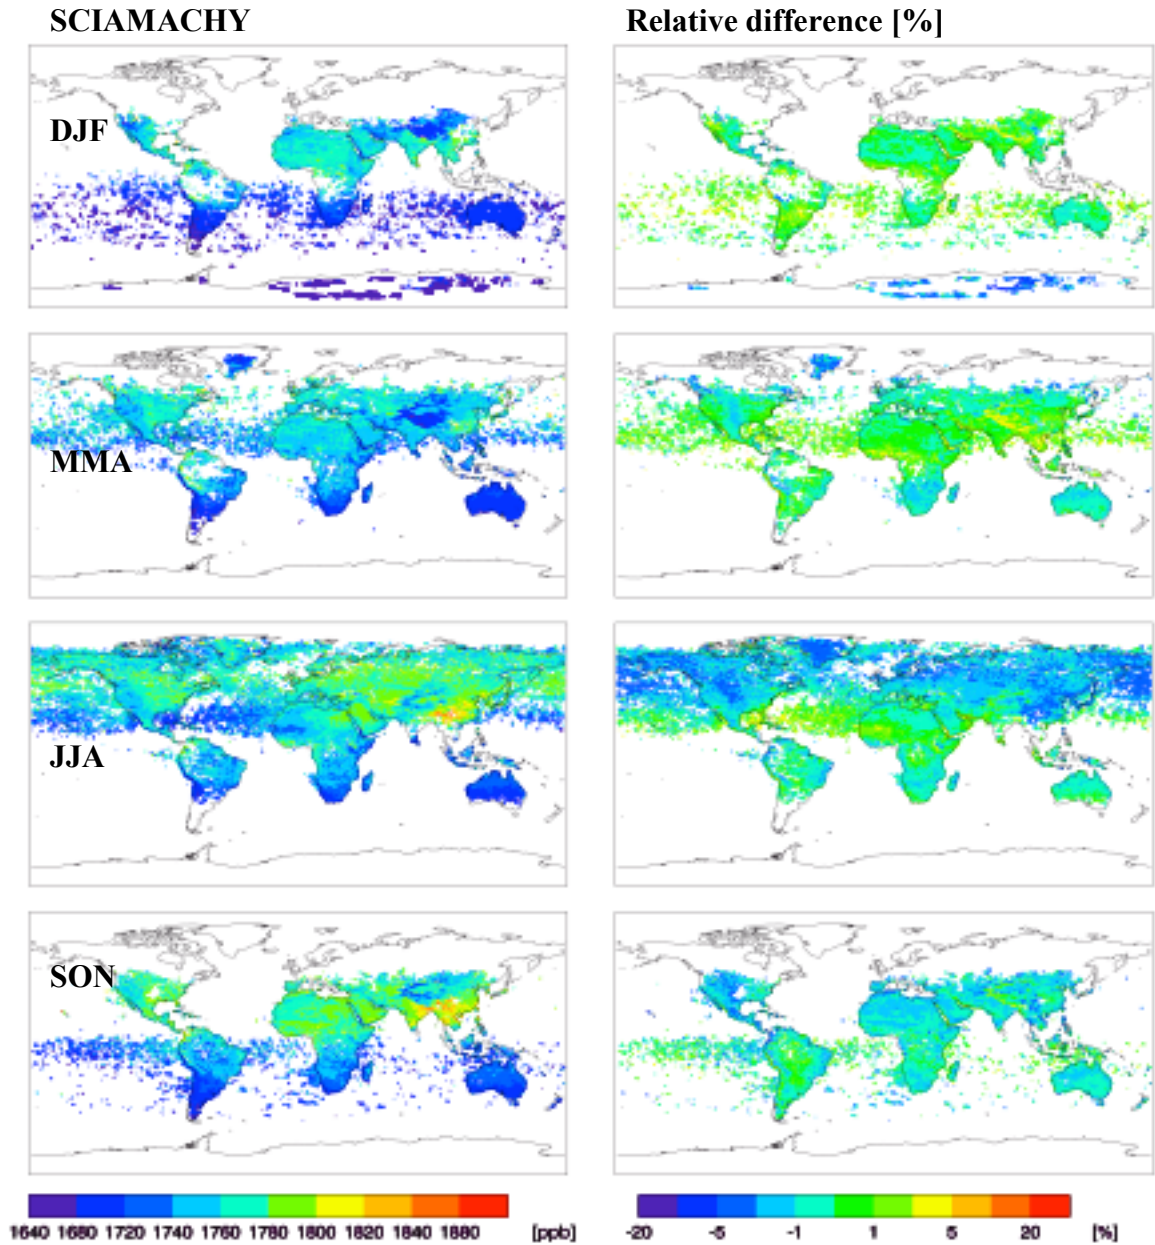 SCIAMACHY Relative difference [%]
DJF
MMA
JJA
SON
1640 1680 1720 1740 1760 1780 1800 1820 1840 1880 [ppb] -20 -5 -1 1 5 20 [%]